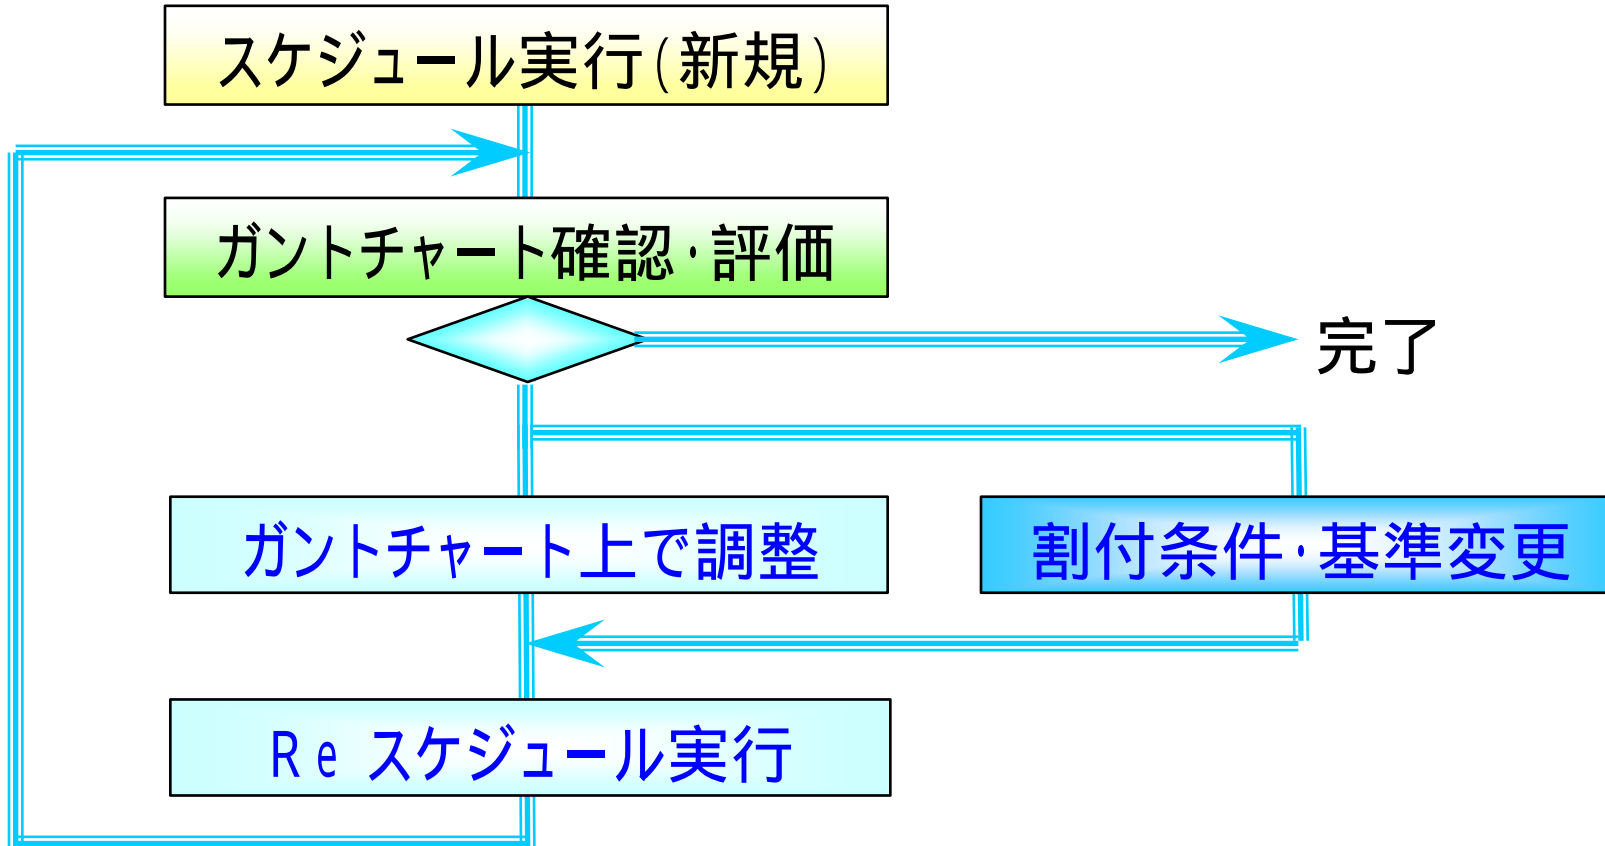 スケジュール実行(新規)
ガントチャート確認･評価
完了
ガントチャート上で調整
割付条件･基準変更
Re スケジュール実行